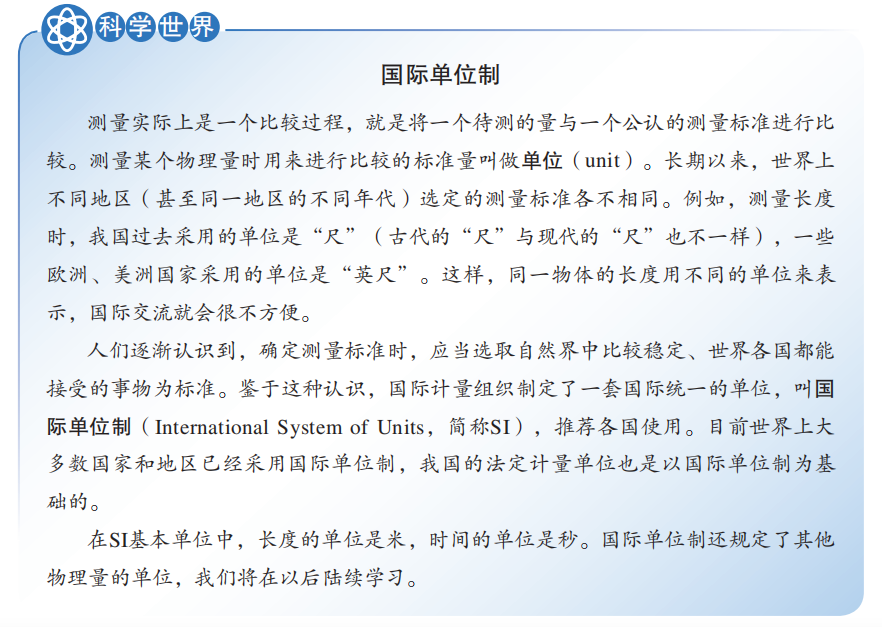 科学世界
国际单位制
测量实际上是一个比较过程，就是将一个待测的量与一个公认的测量标准进行比
较。测量某个物理量时用来进行比较的标准量叫做单位（unit）。长期以来，世界上
不同地区（甚至同一地区的不同年代）选定的测量标准各不相同。例如，测量长度
时，我国过去采用的单位是“尺”（古代的“尺”与现代的“尺”也不一样），一些
欧洲、美洲国家采用的单位是“英尺”。这样，同一物体的长度用不同的单位来表
示，国际交流就会很不方便。
人们逐渐认识到，确定测量标准时，应当选取自然界中比较稳定、世界各国都能
接受的事物为标准。鉴于这种认识，国际计量组织制定了一套国际统一的单位，叫国
际单位制（International System of Units，简称SI），推荐各国使用。目前世界上大
多数国家和地区已经采用国际单位制，我国的法定计量单位也是以国际单位制为基
础的。
在SI基本单位中，长度的单位是米，时间的单位是秒。国际单位制还规定了其他
物理量的单位，我们将在以后陆续学习。